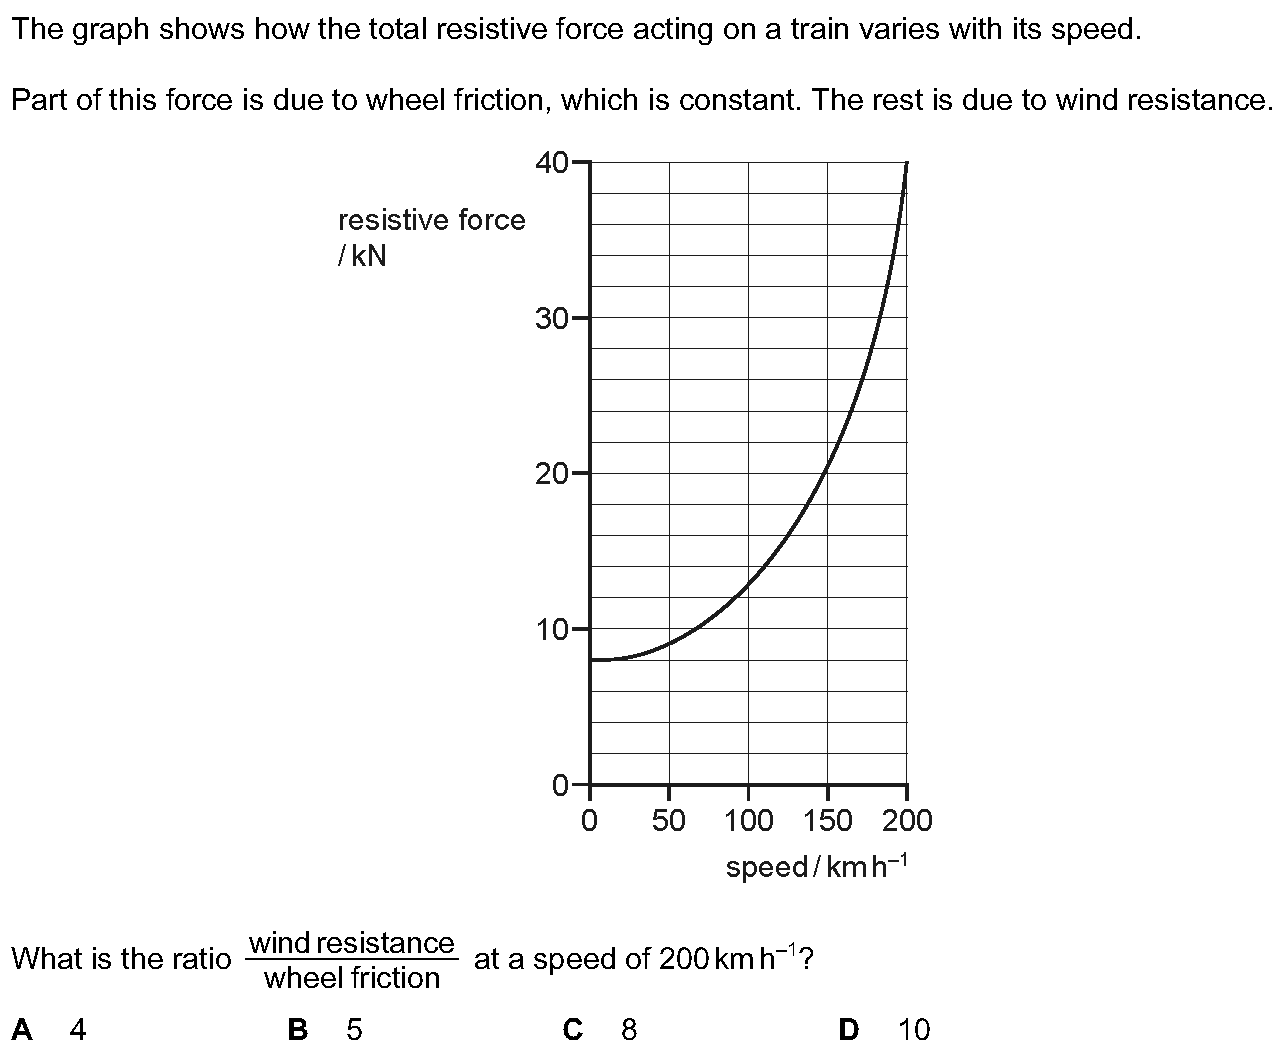 The graph shows how the total resistive force acting on a train varies with its speed.
Part of this force is due to wheel friction, which is constant. The rest is due to wind resistance.
40
resistive force
/ kN
30
20
10
0
0 50 100 150 200
speed / km h⁻¹
What is the ratio wind resistance / wheel friction at a speed of 200 km h⁻¹?
A 4 B 5 C 8 D 10